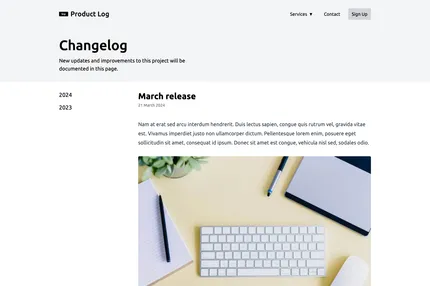 Product Log
Services ▼
Contact
Sign Up
Changelog
New updates and improvements to this project will be
documented in this page.
2024
2023
March release
21 March 2024
Nam at erat sed arcu interdum hendrerit. Duis lectus sapien, congue quis rutrum vel, gravida vitae
est. Vivamus imperdiet justo non ullamcorper dictum. Pellentesque lorem enim, posuere eget
sollicitudin sit amet, consequat id ipsum. Donec sit amet est congue, vehicula nisl sed, sodales odio.